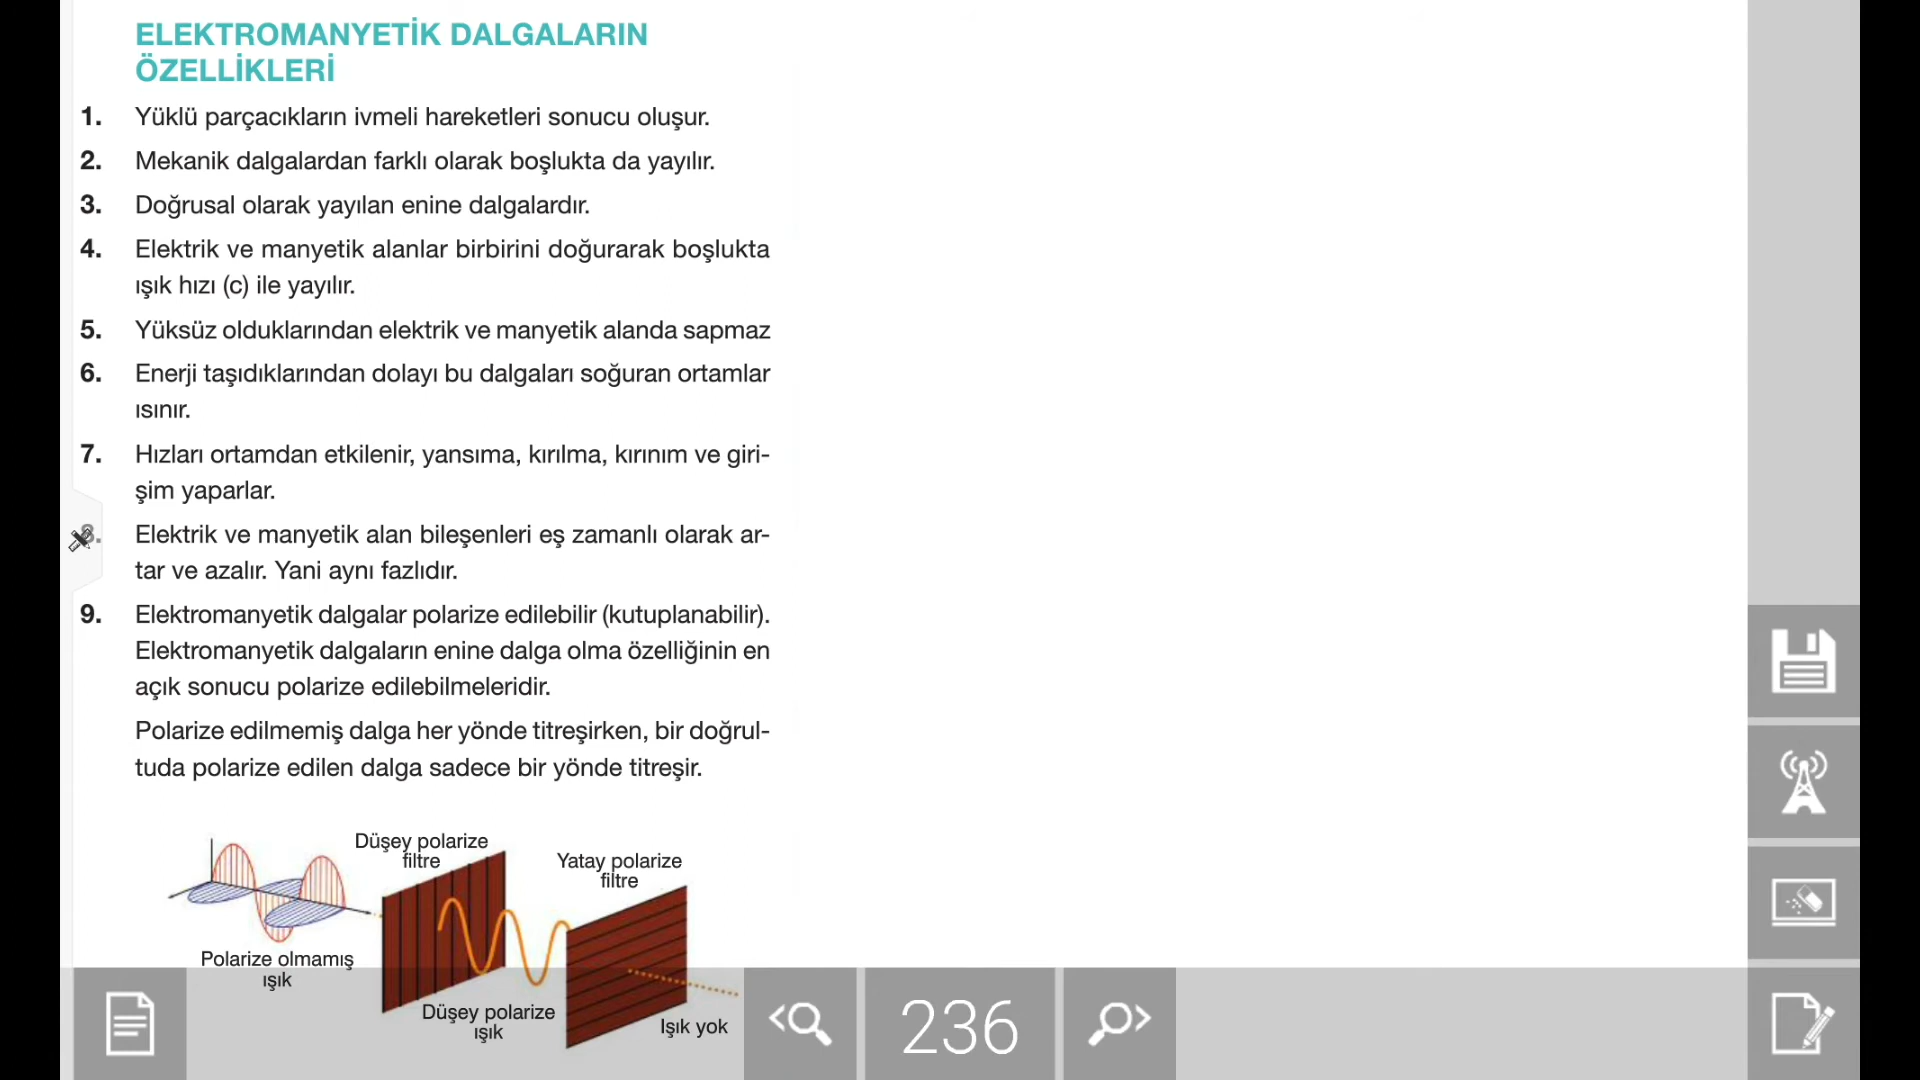 ELEKTROMANYETİK DALGALARIN
ÖZELLİKLERİ
1. Yüklü parçacıkların ivmeli hareketleri sonucu oluşur.
2. Mekanik dalgalardan farklı olarak boşlukta da yayılır.
3. Doğrusal olarak yayılan enine dalgalardır.
4. Elektrik ve manyetik alanlar birbirini doğurarak boşlukta
ışık hızı (c) ile yayılır.
5. Yüksüz olduklarından elektrik ve manyetik alanda sapmaz
6. Enerji taşıdıklarından dolayı bu dalgaları soğuran ortamlar
ısınır.
7. Hızları ortamdan etkilenir, yansıma, kırılma, kırınım ve giri-
şim yaparlar.
8. Elektrik ve manyetik alan bileşenleri eş zamanlı olarak ar-
tar ve azalır. Yani aynı fazlıdır.
9. Elektromanyetik dalgalar polarize edilebilir (kutuplanabilir).
Elektromanyetik dalgaların enine dalga olma özelliğinin en
açık sonucu polarize edilebilmeleridir.
Polarize edilmemiş dalga her yönde titreşirken, bir doğrul-
tuda polarize edilen dalga sadece bir yönde titreşir.
Düşey polarize
filtre
Yatay polarize
filtre
Polarize olmamış
ışık
Düşey polarize
ışık
Işık yok
236